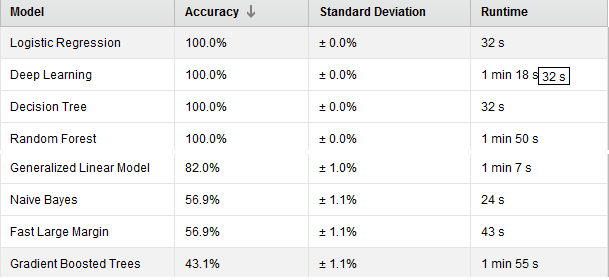 Model Accuracy ↓ Standard Deviation Runtime
Logistic Regression 100.0% ± 0.0% 32 s
Deep Learning 100.0% ± 0.0% 1 min 18 s 32 s
Decision Tree 100.0% ± 0.0% 32 s
Random Forest 100.0% ± 0.0% 1 min 50 s
Generalized Linear Model 82.0% ± 1.0% 1 min 7 s
Naive Bayes 56.9% ± 1.1% 24 s
Fast Large Margin 56.9% ± 1.1% 43 s
Gradient Boosted Trees 43.1% ± 1.1% 1 min 55 s